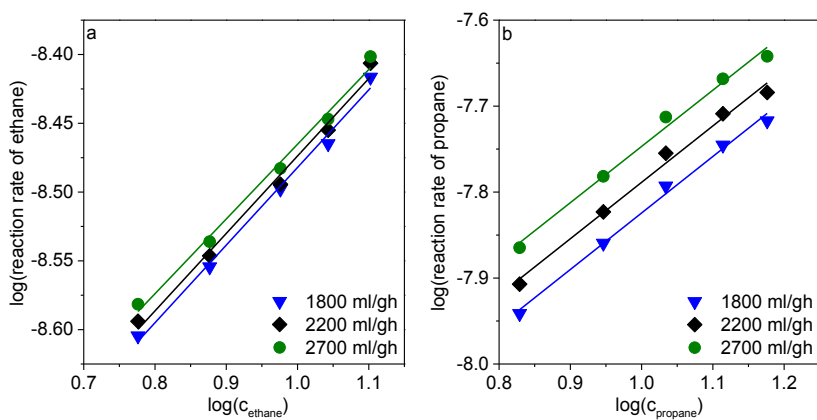 a
log(reaction rate of ethane)
-8.40
-8.45
-8.50
-8.55
-8.60
0.7 0.8 0.9 1.0 1.1
log(c_ethane)
1800 ml/gh
2200 ml/gh
2700 ml/gh
b
log(reaction rate of propane)
-7.6
-7.7
-7.8
-7.9
-8.0
0.8 0.9 1.0 1.1 1.2
log(c_propane)
1800 ml/gh
2200 ml/gh
2700 ml/gh